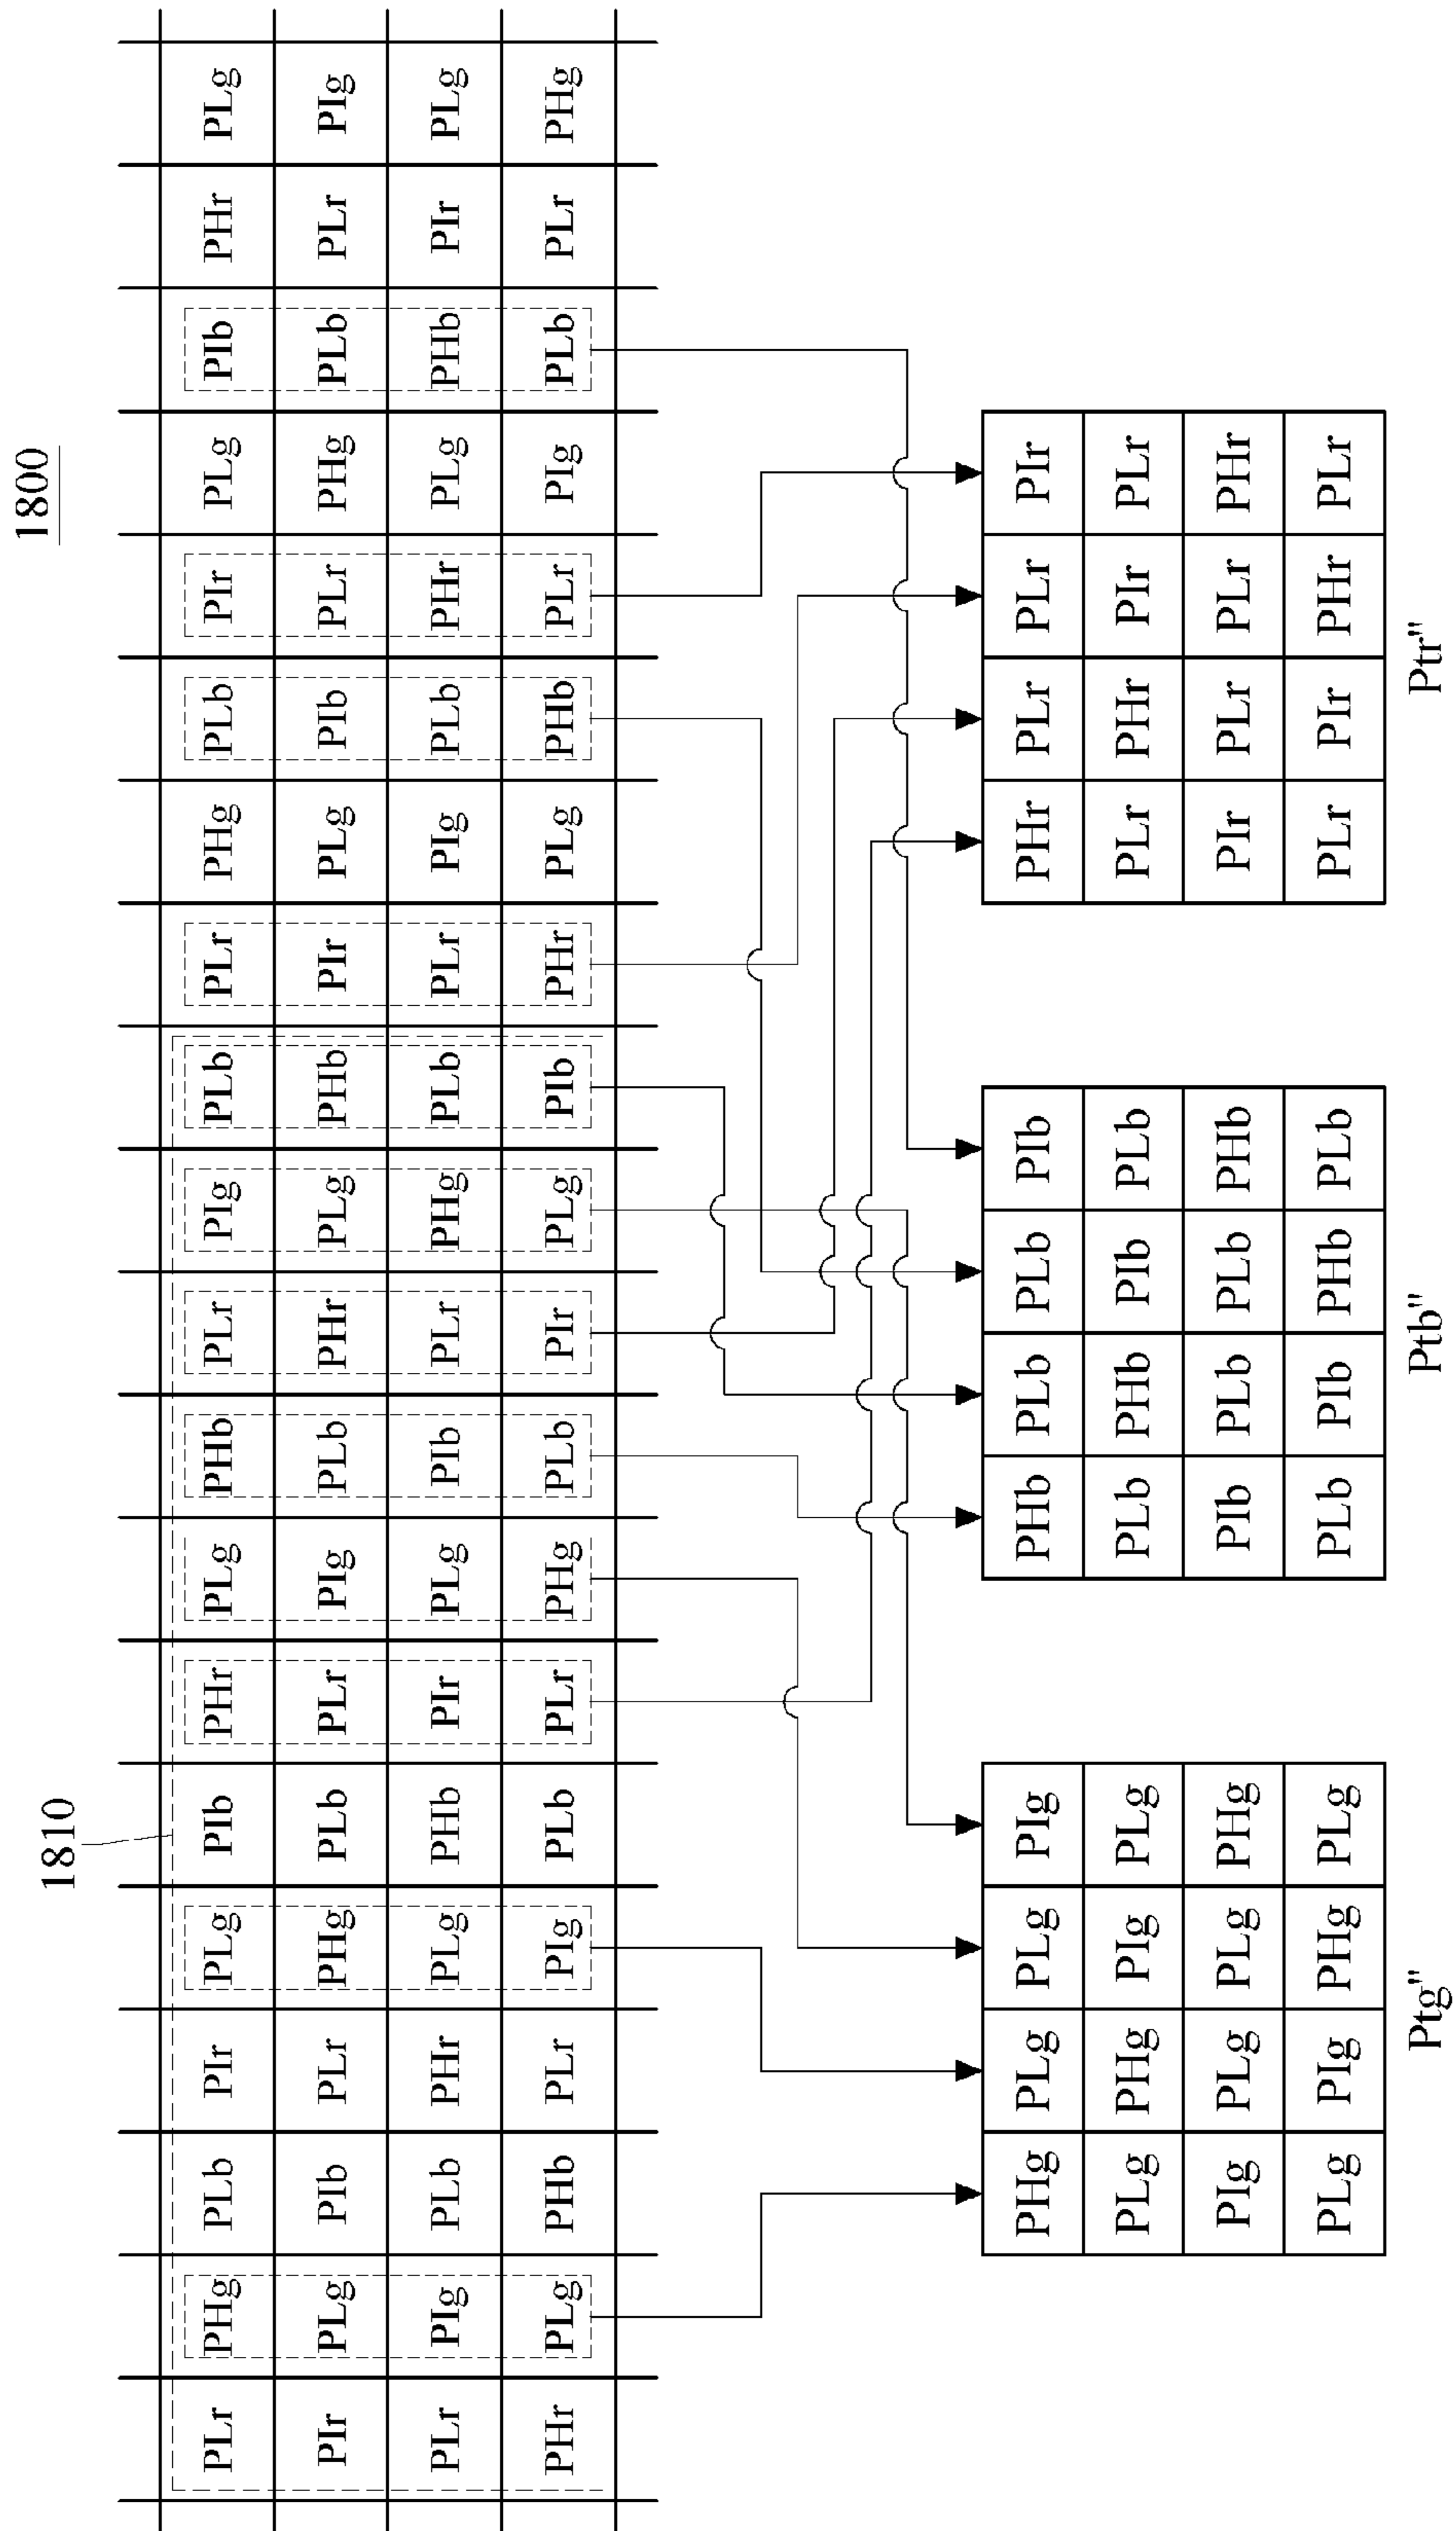 1800
1810
PLr PHg PLb PIr PLg PIb PHr PLg PHb PLr PIg PLb PLr PHg PLb PIr PLg PIb PHr PLg
PIr PLg PIb PLr PHg PLb PLr PIg PLb PHr PLg PHb PIr PLg PIb PLr PHg PLb PLr PIg
PLr PIg PLb PHr PLg PHb PIr PLg PIb PLr PHg PLb PLr PIg PLb PHr PLg PHb PIr PLg
PHr PLg PHb PLr PIg PLb PLr PHg PLb PIr PLg PIb PHr PLg PHb PLr PIg PLb PLr PHg
PHg PLg PLg PIg
PLg PHg PIg PLg
PIg PLg PLg PHg
PLg PIg PHg PLg
Ptg"
PHb PLb PLb PIb
PLb PHb PIb PLb
PIb PLb PLb PHb
PLb PIb PHb PLb
Ptb"
PHr PLr PLr PIr
PLr PHr PIr PLr
PIr PLr PLr PHr
PLr PIr PHr PLr
Ptr"